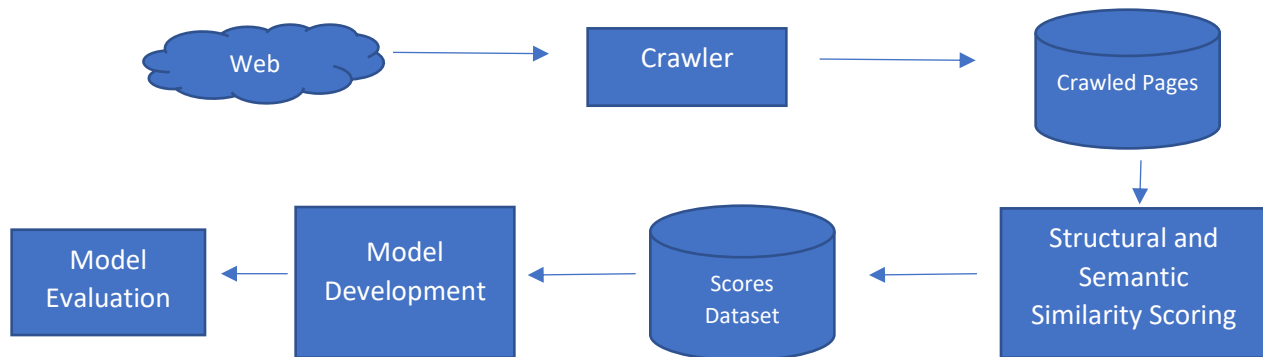 Web
Crawler
Crawled Pages
Structural and
Semantic
Similarity Scoring
Scores
Dataset
Model
Development
Model
Evaluation